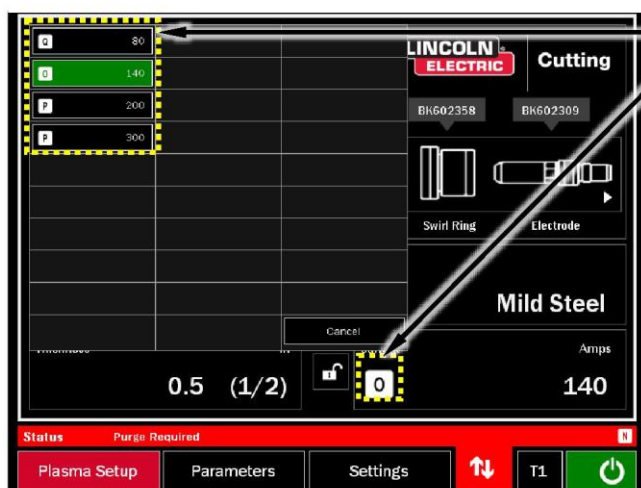 Q 80
O 140
P 200
P 300
Cancel
LINCOLN
ELECTRIC
Cutting
BK602358 BK602309
Swirl Ring Electrode
Mild Steel
0.5 (1/2)
O
Amps
140
Status Purge Required N
Plasma Setup Parameters Settings T1